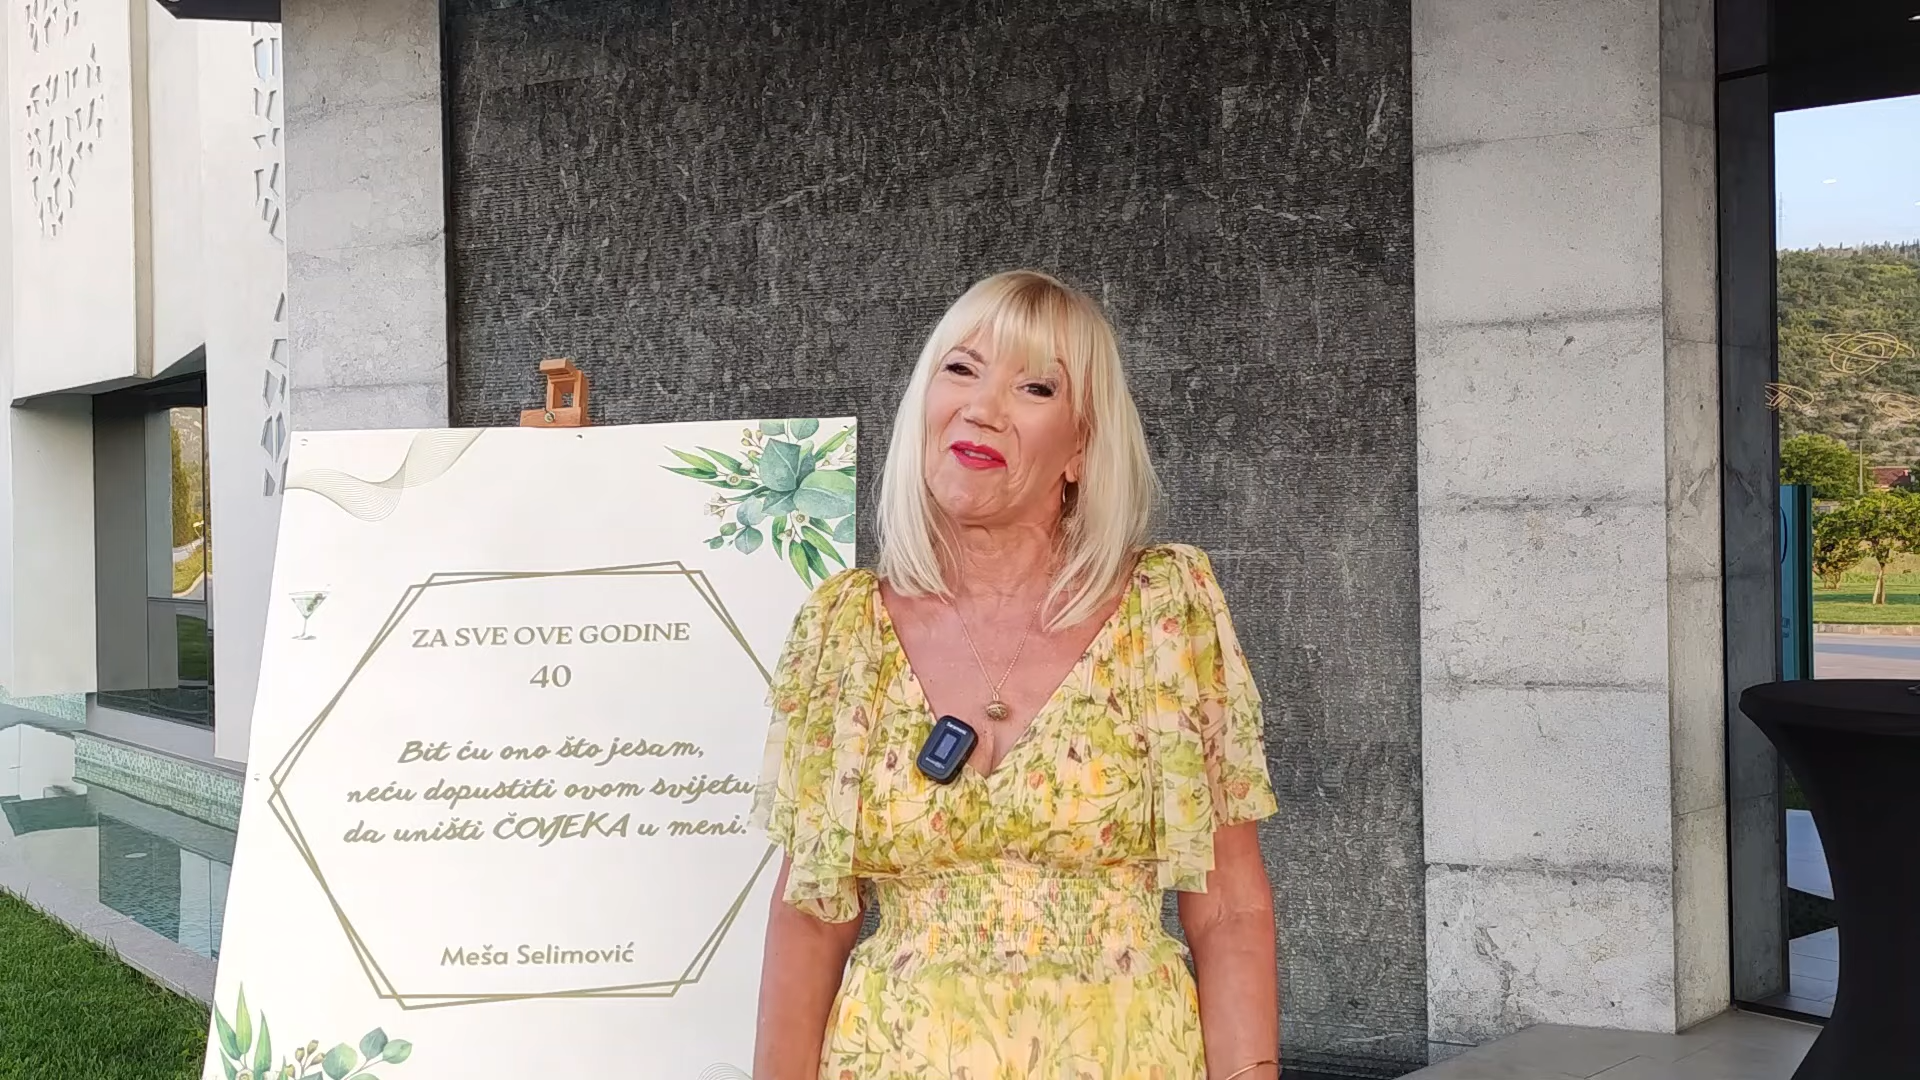 ZA SVE OVE GODINE
40
Bit ću ono što jesam,
neću dopustiti ovom svijetu
da uništi ČOVJEKA u meni.
Meša Selimović